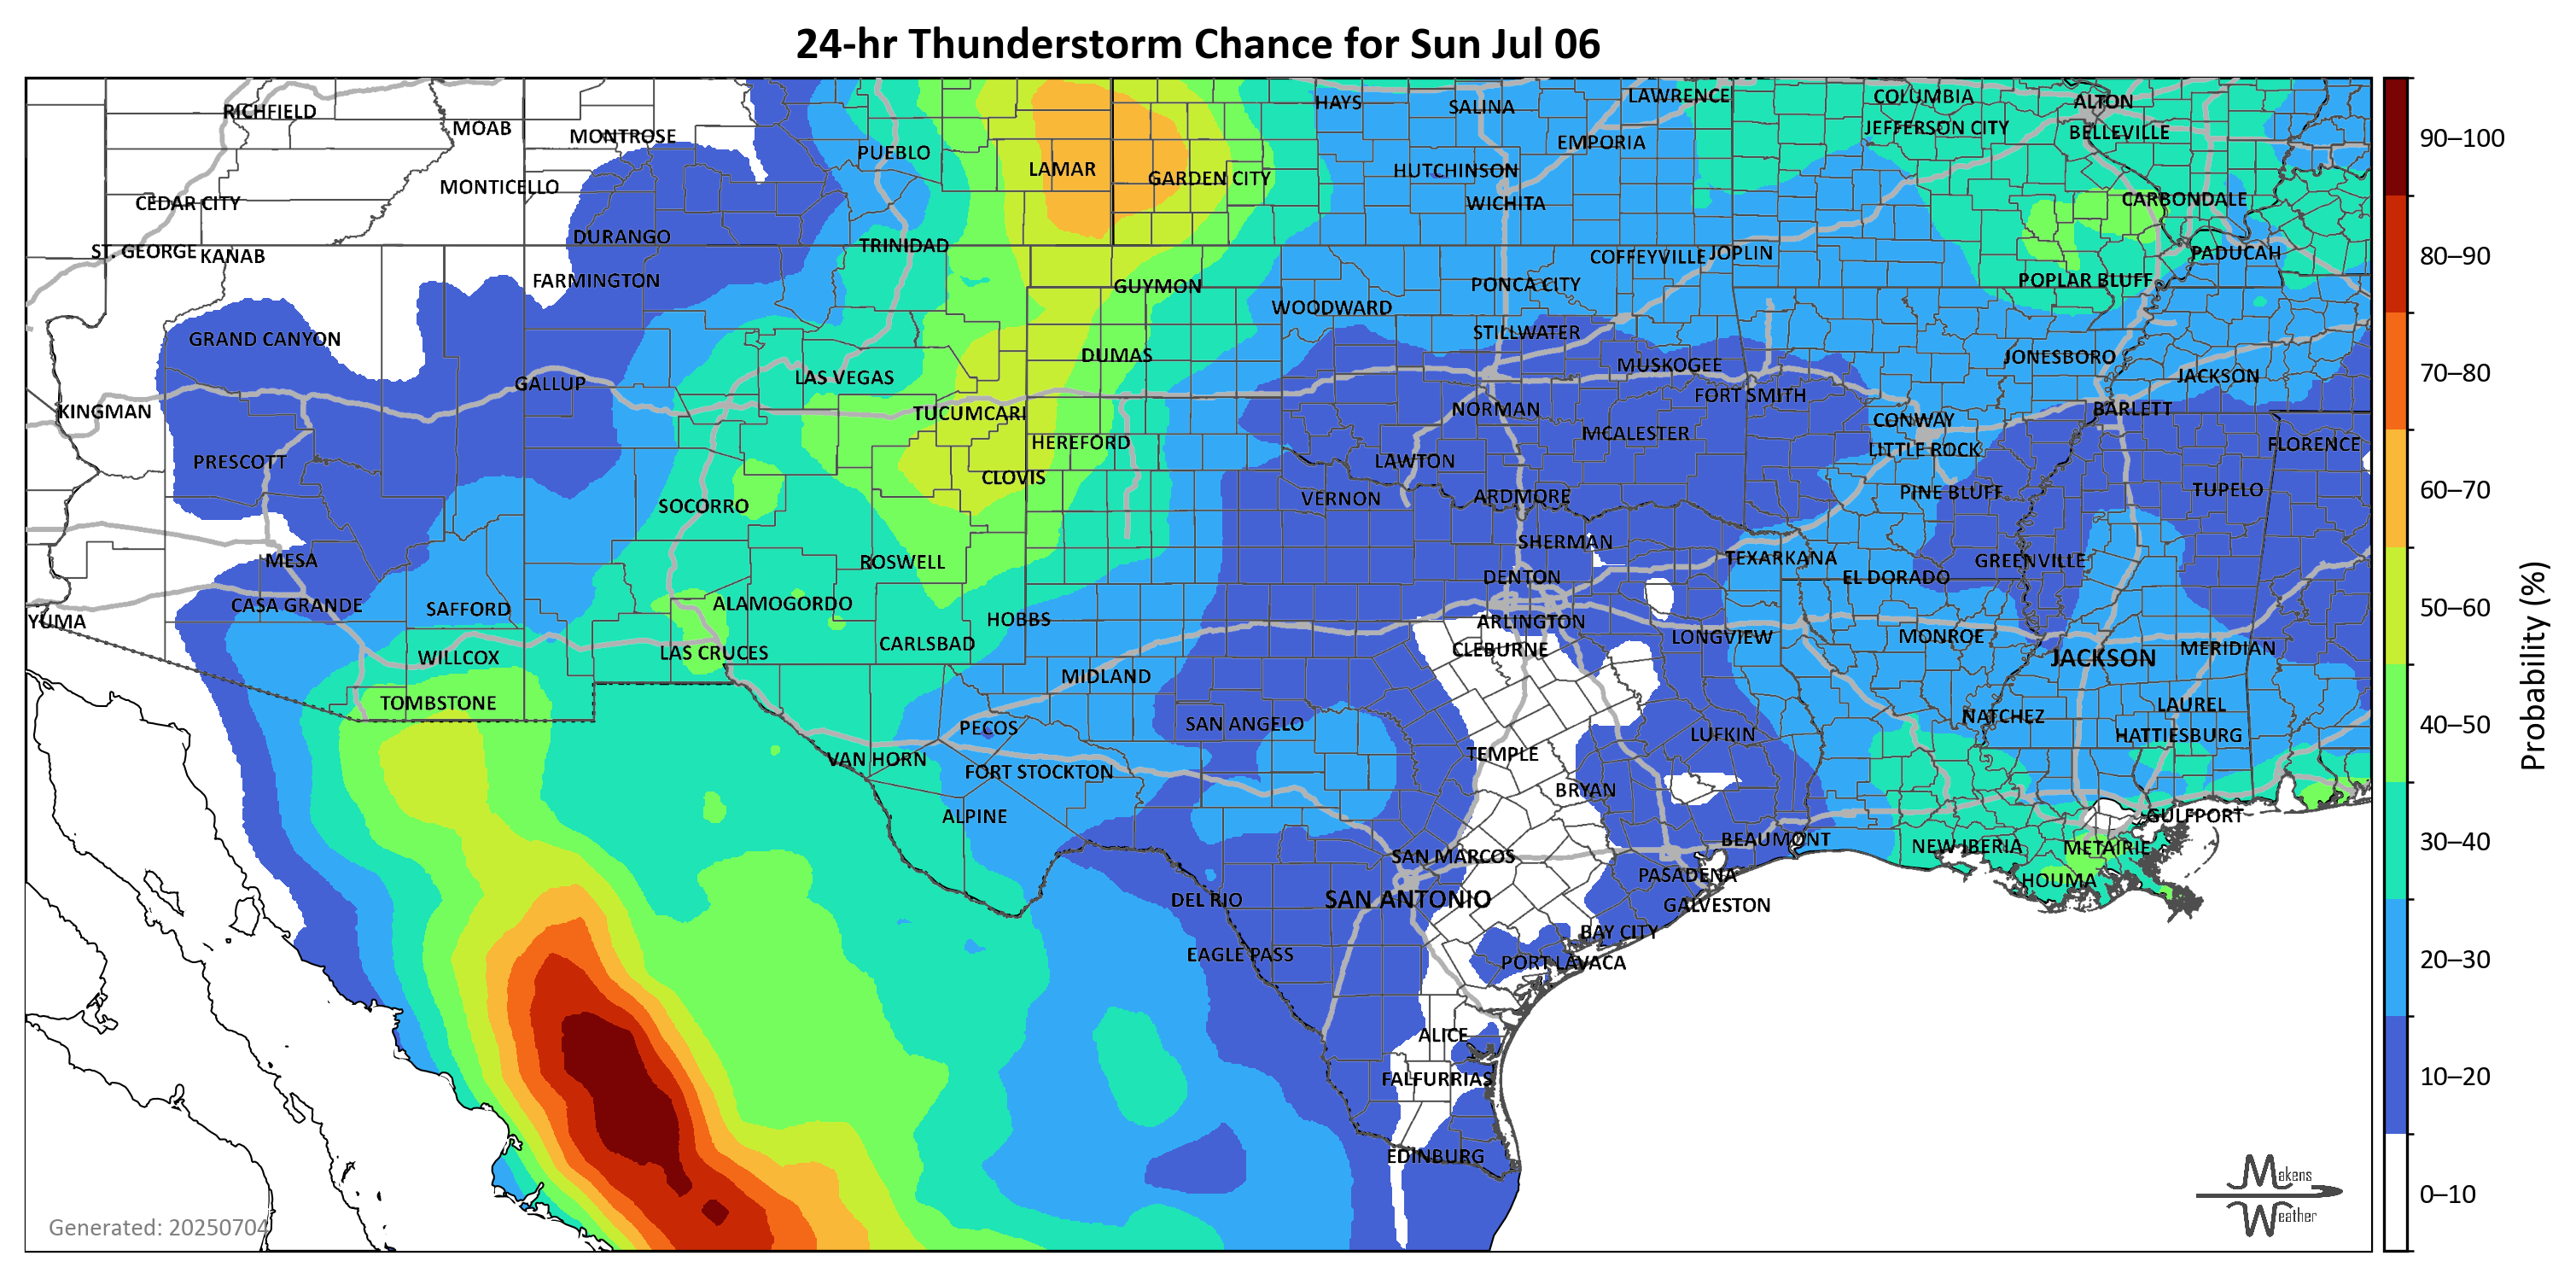 24-hr Thunderstorm Chance for Sun Jul 06
RICHFIELD
MOAB
MONTROSE
PUEBLO
LAMAR
GARDEN CITY
HAYS
SALINA
LAWRENCE
COLUMBIA
ALTON
JEFFERSON CITY
BELLEVILLE
EMPORIA
HUTCHINSON
WICHITA
MONTICELLO
CEDAR CITY
CARBONDALE
DURANGO
TRINIDAD
ST. GEORGE
KANAB
COFFEYVILLE
JOPLIN
PADUCAH
FARMINGTON
GUYMON
PONCA CITY
POPLAR BLUFF
WOODWARD
STILLWATER
GRAND CANYON
DUMAS
MUSKOGEE
JONESBORO
LAS VEGAS
GALLUP
JACKSON
FORT SMITH
KINGMAN
TUCUMCARI
NORMAN
BARLETT
CONWAY
HEREFORD
MCALESTER
FLORENCE
LITTLE ROCK
PRESCOTT
LAWTON
CLOVIS
VERNON
ARDMORE
PINE BLUFF
TUPELO
SOCORRO
SHERMAN
MESA
ROSWELL
TEXARKANA
GREENVILLE
DENTON
EL DORADO
CASA GRANDE
SAFFORD
ALAMOGORDO
YUMA
HOBBS
ARLINGTON
LONGVIEW
MONROE
CARLSBAD
CLEBURNE
MERIDIAN
WILLCOX
LAS CRUCES
JACKSON
MIDLAND
TOMBSTONE
LAUREL
NATCHEZ
PECOS
SAN ANGELO
LUFKIN
HATTIESBURG
VAN HORN
TEMPLE
FORT STOCKTON
BRYAN
ALPINE
GULFPORT
BEAUMONT
NEW IBERIA
METAIRIE
SAN MARCOS
PASADENA
HOUMA
DEL RIO
SAN ANTONIO
GALVESTON
BAY CITY
EAGLE PASS
PORT LAVACA
ALICE
FALFURRIAS
EDINBURG
Generated: 20250704
Makens
Weather
90–100
80–90
70–80
60–70
50–60
40–50
30–40
20–30
10–20
0–10
Probability (%)